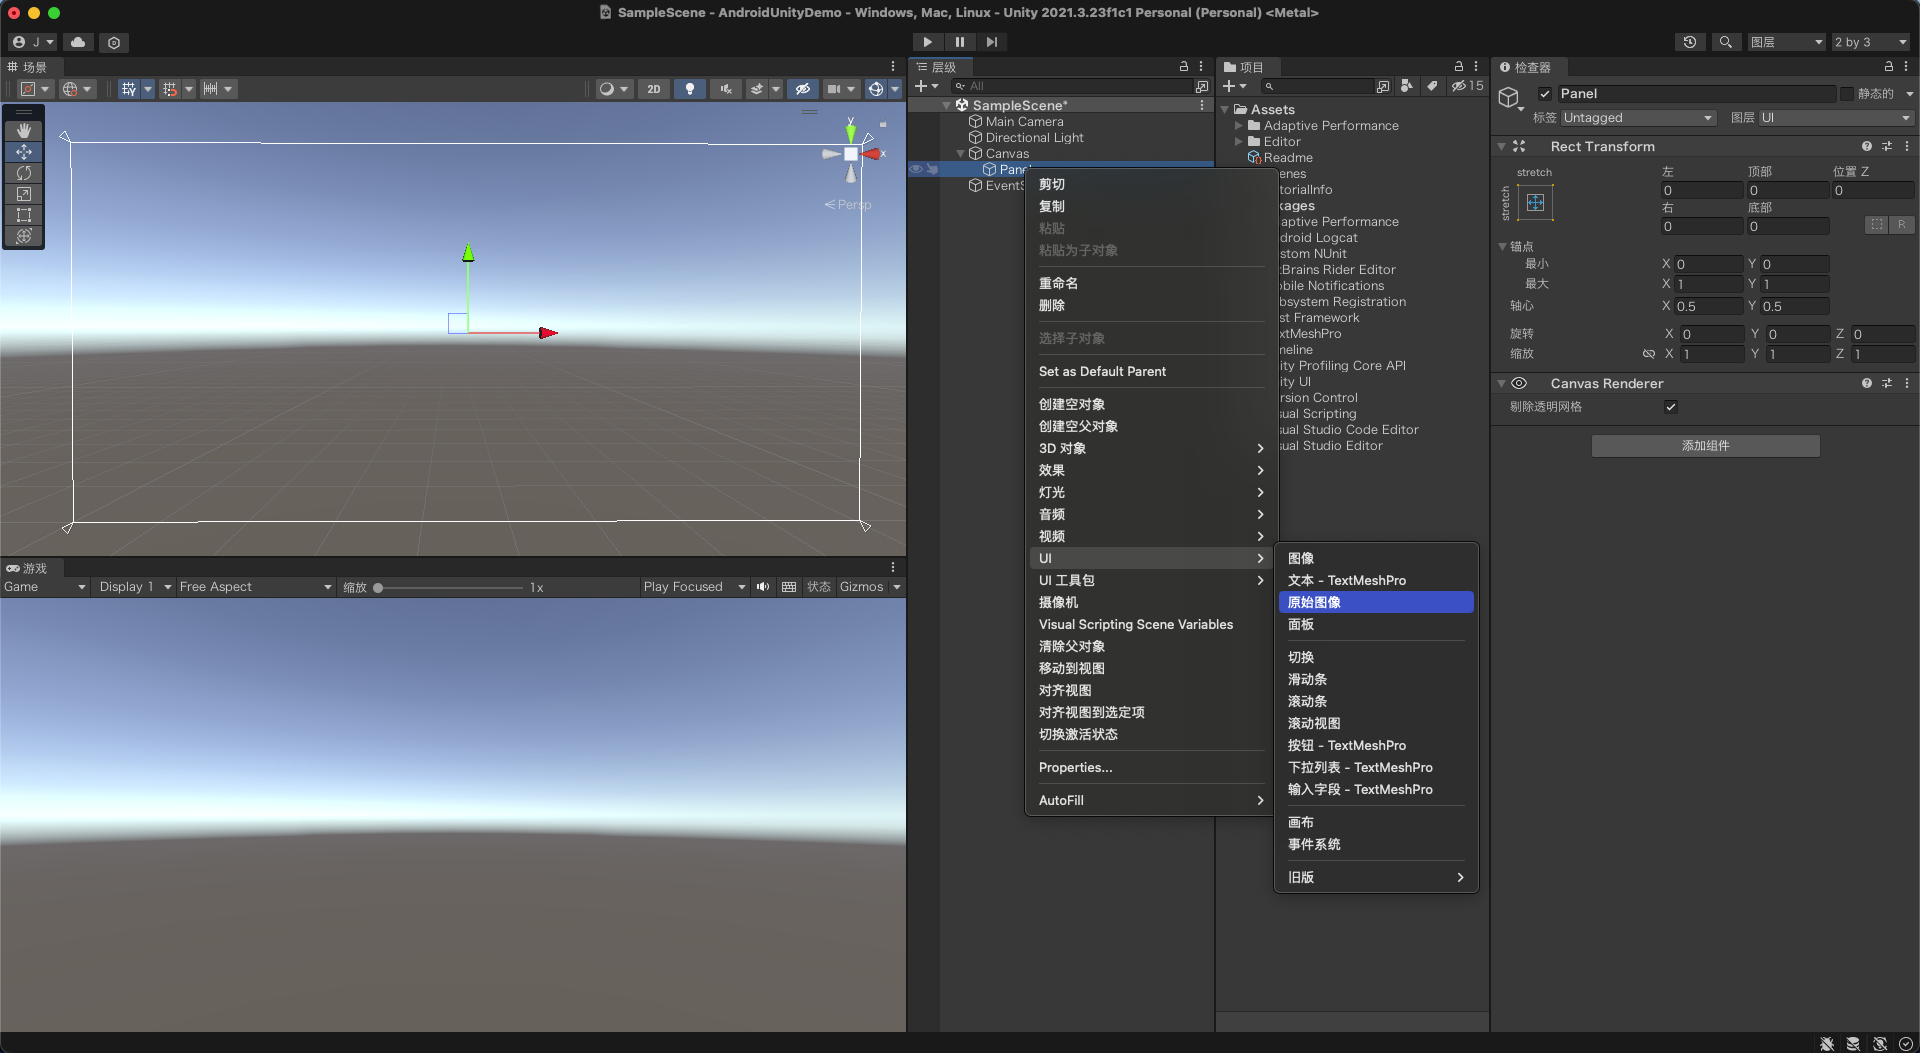 SampleScene - AndroidUnityDemo - Windows, Mac, Linux - Unity 2021.3.23f1c1 Personal (Personal) <Metal>
J
图层
2 by 3
场景
2D
y
x
Persp
游戏
Game
Display 1
Free Aspect
缩放
1x
Play Focused
状态
Gizmos
层级
All
SampleScene*
Main Camera
Directional Light
Canvas
Panel
EventS
剪切
复制
粘贴
粘贴为子对象
重命名
删除
选择子对象
Set as Default Parent
创建空对象
创建空父对象
3D 对象
效果
灯光
音频
视频
UI
UI 工具包
摄像机
Visual Scripting Scene Variables
清除父对象
移动到视图
对齐视图
对齐视图到选定项
切换激活状态
Properties...
AutoFill
图像
文本 - TextMeshPro
原始图像
面板
切换
滑动条
滚动条
滚动视图
按钮 - TextMeshPro
下拉列表 - TextMeshPro
输入字段 - TextMeshPro
画布
事件系统
旧版
项目
15
Assets
Adaptive Performance
Editor
Readme
enes
torialInfo
kages
aptive Performance
droid Logcat
stom NUnit
tBrains Rider Editor
obile Notifications
bsystem Registration
st Framework
xtMeshPro
neline
ity Profiling Core API
ity UI
rsion Control
sual Scripting
sual Studio Code Editor
sual Studio Editor
检查器
Panel
静态的
标签 Untagged
图层 UI
Rect Transform
stretch
stretch
左 顶部 位置 Z
0 0 0
右 底部
0 0
R
锚点
最小 X 0 Y 0
最大 X 1 Y 1
轴心 X 0.5 Y 0.5
旋转 X 0 Y 0 Z 0
缩放 X 1 Y 1 Z 1
Canvas Renderer
剔除透明网格
添加组件